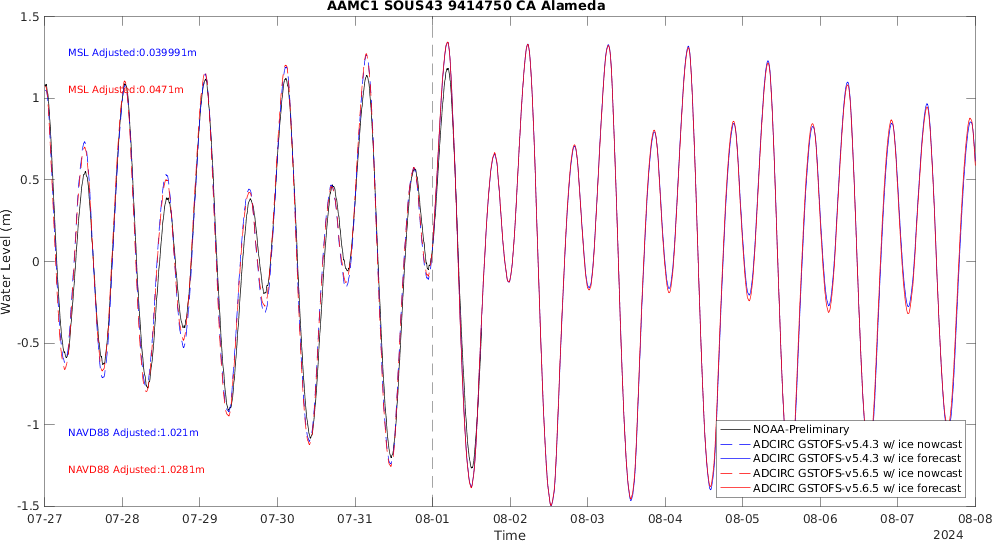 AAMC1 SOUS43 9414750 CA Alameda
1.5
MSL Adjusted:0.039991m
1
MSL Adjusted:0.0471m
0.5
Water Level (m)
0
-0.5
-1
NAVD88 Adjusted:1.021m
NAVD88 Adjusted:1.0281m
-1.5
NOAA-Preliminary
ADCIRC GSTOFS-v5.4.3 w/ ice nowcast
ADCIRC GSTOFS-v5.4.3 w/ ice forecast
ADCIRC GSTOFS-v5.6.5 w/ ice nowcast
ADCIRC GSTOFS-v5.6.5 w/ ice forecast
07-27 07-28 07-29 07-30 07-31 08-01 08-02 08-03 08-04 08-05 08-06 08-07 08-08
Time
2024